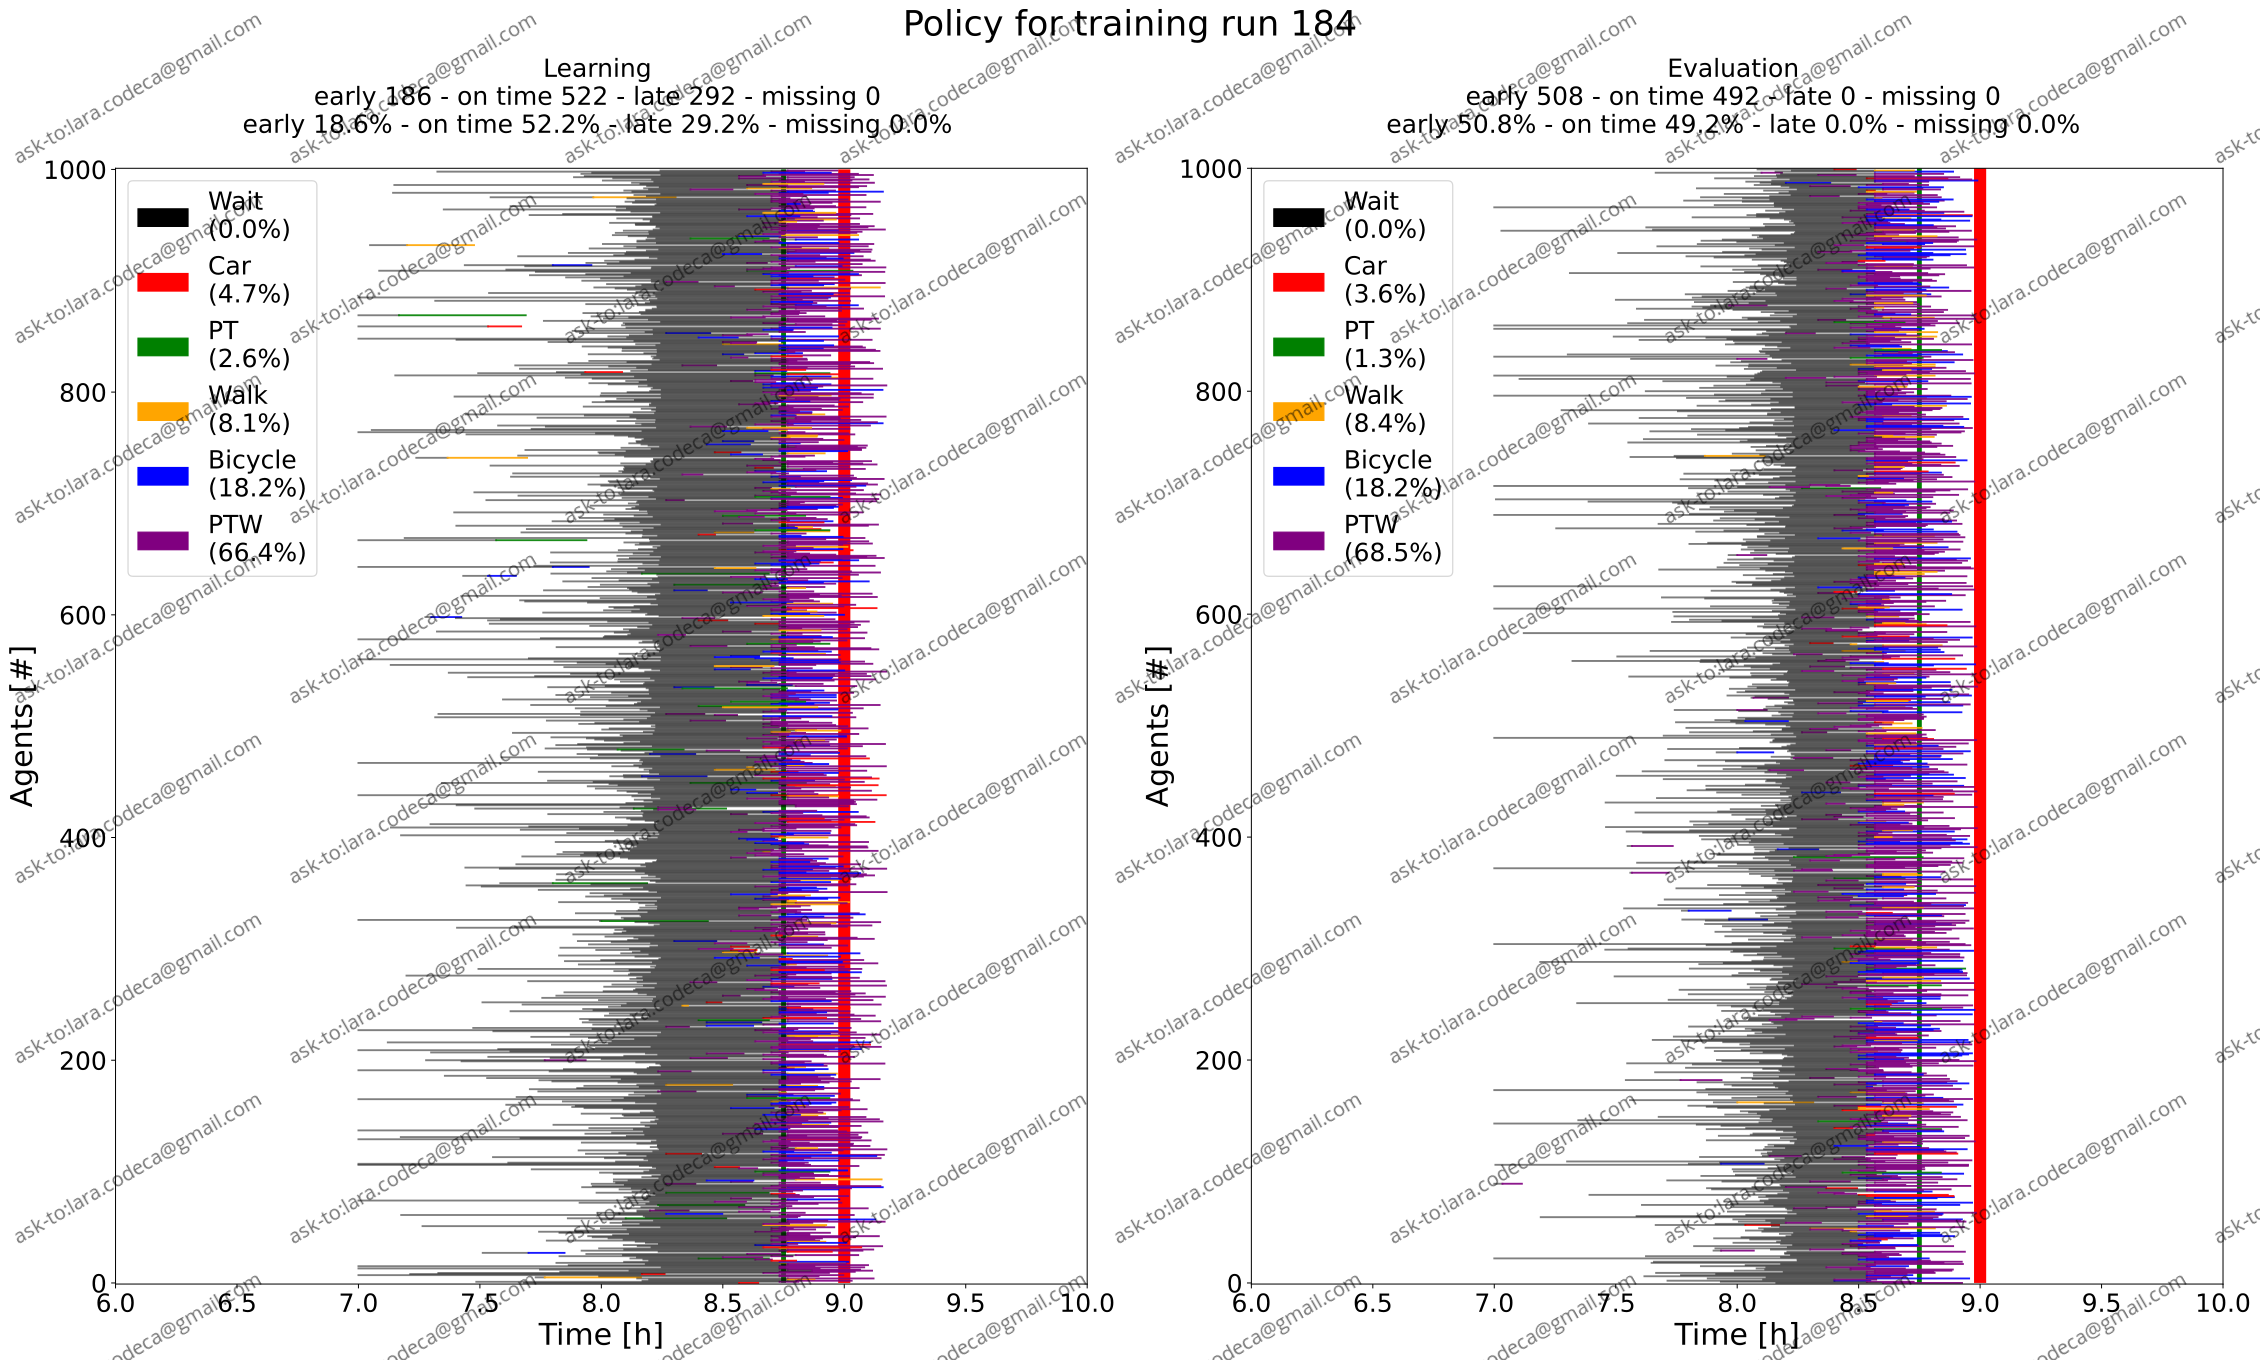 Policy for training run 184
Learning
early 186 - on time 522 - late 292 - missing 0
early 18.6% - on time 52.2% - late 29.2% - missing 0.0%
Evaluation
early 508 - on time 492 - late 0 - missing 0
early 50.8% - on time 49.2% - late 0.0% - missing 0.0%
Agents [#]
1000
800
600
400
200
0
Wait
(0.0%)
Car
(4.7%)
PT
(2.6%)
Walk
(8.1%)
Bicycle
(18.2%)
PTW
(66.4%)
6.0 6.5 7.0 7.5 8.0 8.5 9.0 9.5 10.0
Time [h]
Agents [#]
1000
800
600
400
200
0
Wait
(0.0%)
Car
(3.6%)
PT
(1.3%)
Walk
(8.4%)
Bicycle
(18.2%)
PTW
(68.5%)
6.0 6.5 7.0 7.5 8.0 8.5 9.0 9.5 10.0
Time [h]
ask-to:lara.codeca@gmail.com